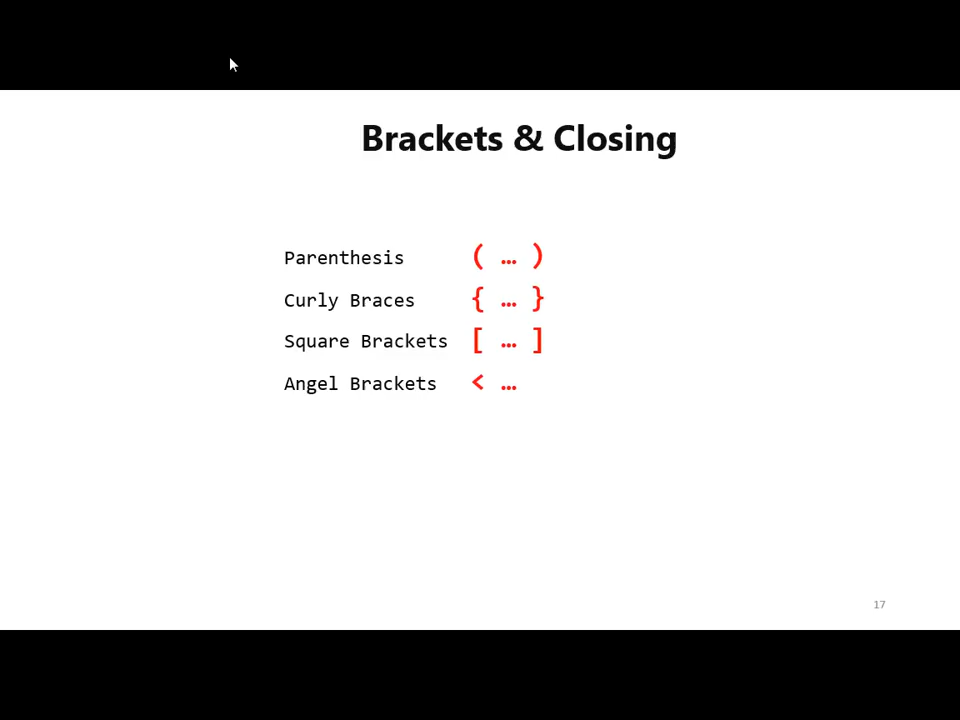 Brackets & Closing
Parenthesis ( … )
Curly Braces { … }
Square Brackets [ … ]
Angel Brackets < …
17